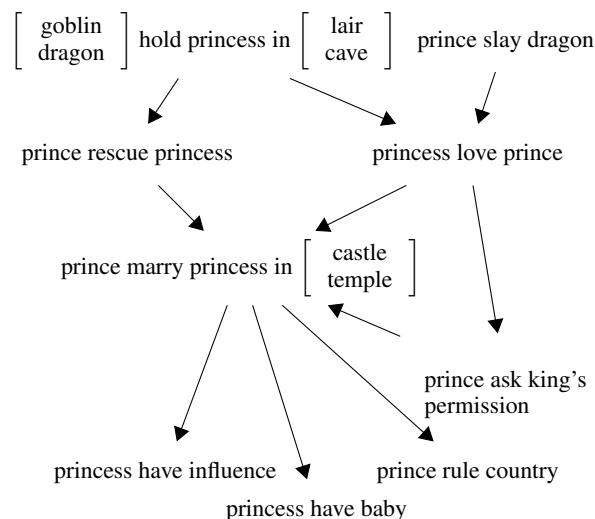 goblin
dragon
hold princess in
lair
cave
prince slay dragon
prince rescue princess
princess love prince
prince marry princess in
castle
temple
prince ask king's
permission
princess have influence
prince rule country
princess have baby